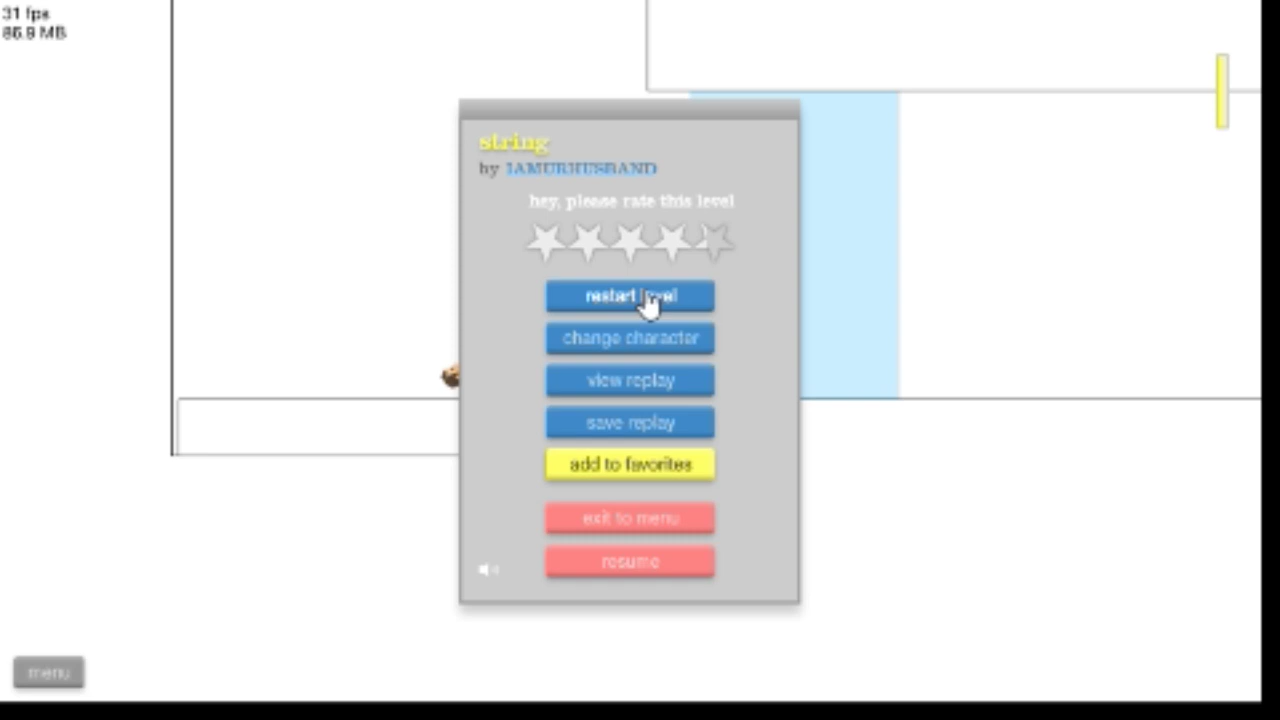 31 fps
86.9 MB
string
by IAMURHUSBAND
hey, please rate this level
restart level
change character
view replay
save replay
add to favorites
exit to menu
resume
menu